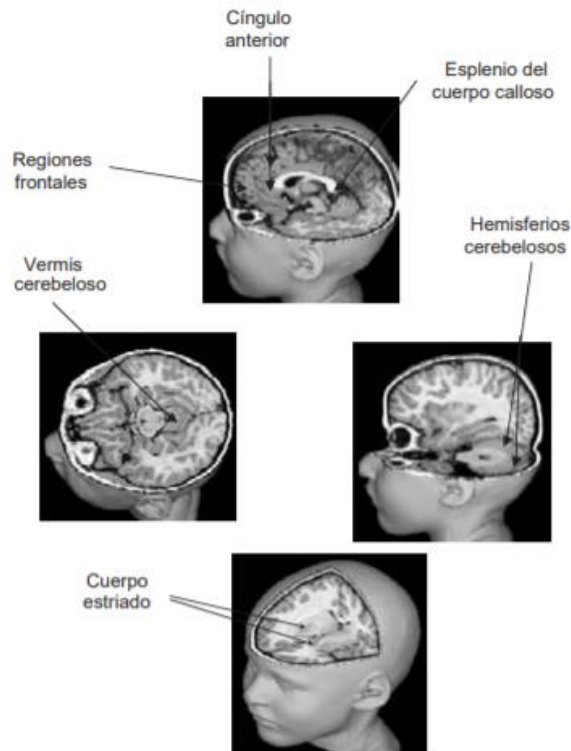 Cíngulo
anterior
Esplenio del
cuerpo calloso
Regiones
frontales
Hemisferios
cerebelosos
Vermis
cerebeloso
Cuerpo
estriado